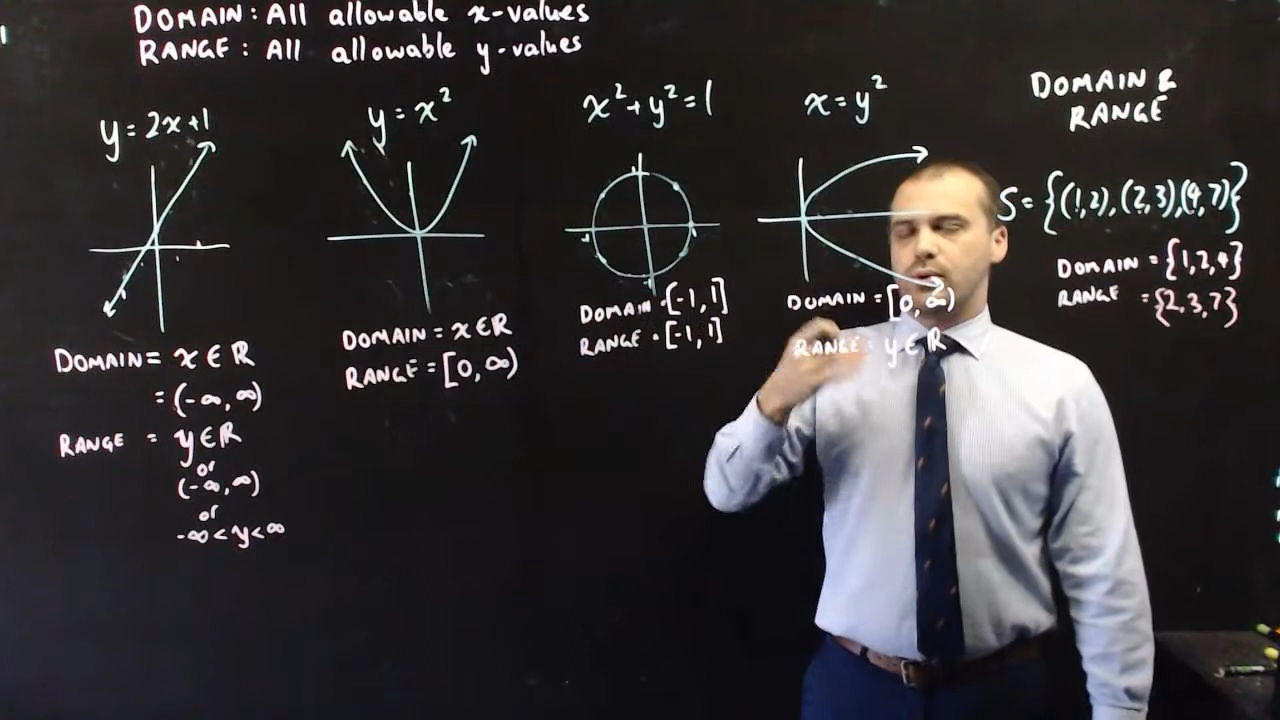 DOMAIN: All allowable x-values
RANGE: All allowable y-values
y = 2x+1
DOMAIN = x ∈ ℝ
= (-∞, ∞)
RANGE = y ∈ ℝ
or
(-∞, ∞)
or
-∞ < y < ∞
y = x²
DOMAIN = x ∈ ℝ
RANGE = [0, ∞)
x² + y² = 1
DOMAIN = [-1, 1]
RANGE = [-1, 1]
x = y²
DOMAIN = [0, ∞)
RANGE = y ∈ ℝ
DOMAIN &
RANGE
S = {(1,2), (2,3), (4,7)}
DOMAIN = {1,2,4}
RANGE = {2,3,7}